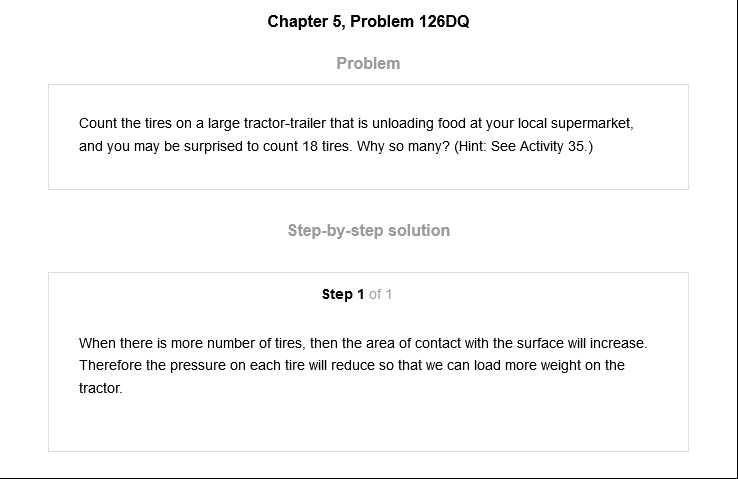 Chapter 5, Problem 126DQ
Problem
Count the tires on a large tractor-trailer that is unloading food at your local supermarket,
and you may be surprised to count 18 tires. Why so many? (Hint: See Activity 35.)
Step-by-step solution
Step 1 of 1
When there is more number of tires, then the area of contact with the surface will increase.
Therefore the pressure on each tire will reduce so that we can load more weight on the
tractor.